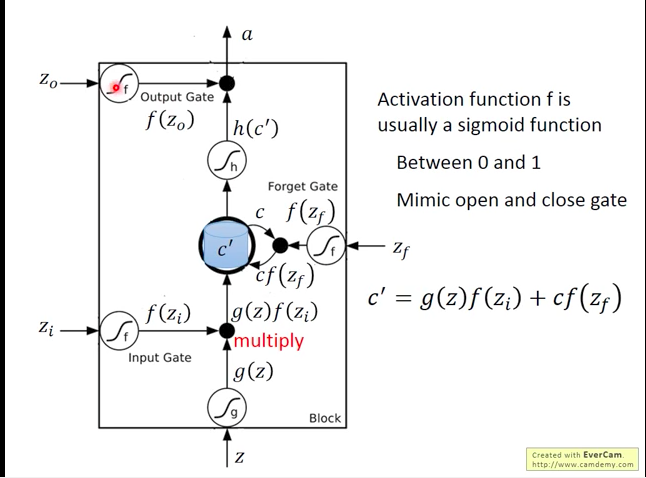 a
z_o
f
Output Gate
f(z_o)
h(c′)
h
Activation function f is
usually a sigmoid function
Between 0 and 1
Mimic open and close gate
Forget Gate
c
f(z_f)
c′
f
z_f
cf(z_f)
c′ = g(z)f(z_i) + cf(z_f)
f(z_i)
g(z)f(z_i)
z_i
f
multiply
Input Gate
g(z)
g
Block
z
Created with EverCam.
http://www.camdemy.com